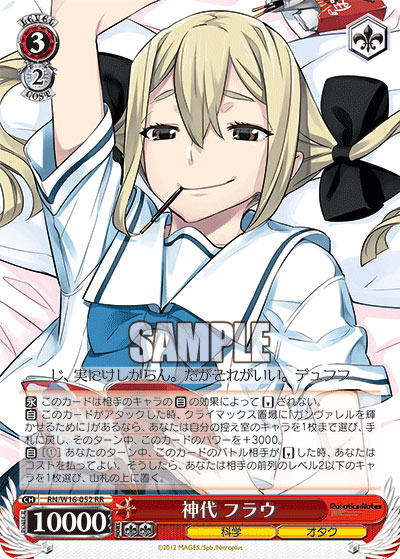 LEVEL
3
2
COST
SAMPLE
じ、実にけしからん。だがそれがいい。デュフフ
永 このカードは相手のキャラの自の効果によってされない。
自 このカードがアタックした時、クライマックス置場に「ガンヴァレルを輝
かせるために」があるなら、あなたは自分の控え室のキャラを1枚まで選び、手
札に戻し、そのターン中、このカードのパワーを+3000。
自 [①] あなたのターン中、このカードのバトル相手がした時、あなたは
コストを払ってよい。そうしたら、あなたは相手の前列のレベル2以下のキャ
ラを1枚選び、山札の上に置く。
CH RN/W16-052 RR
神代 フラウ
Robotics;Notes
10000
科学
オタク
©2012 MAGES./5pb./Nitroplus